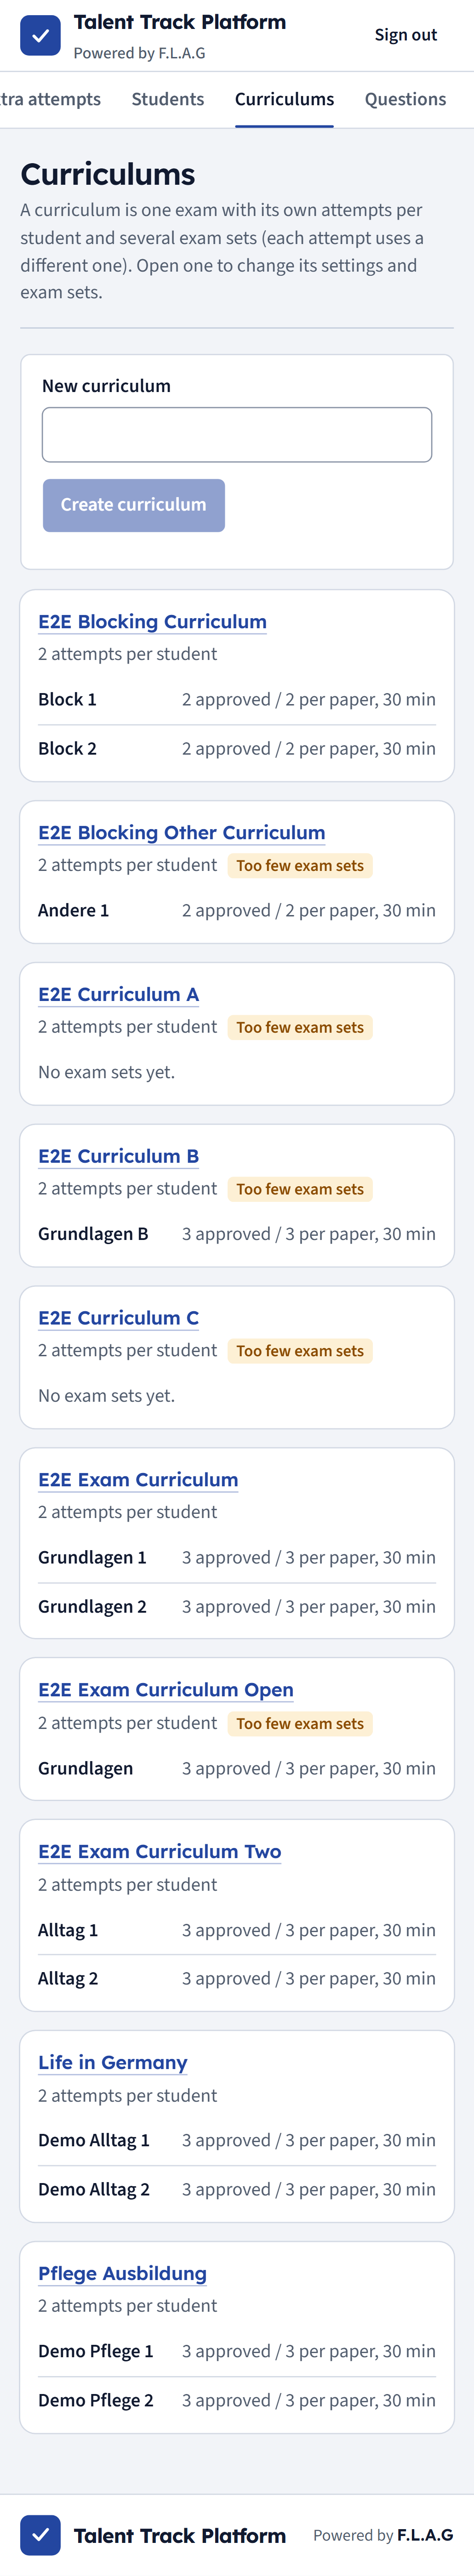 Talent Track Platform
Powered by F.L.A.G
Sign out
tra attempts Students Curriculums Questions
Curriculums
A curriculum is one exam with its own attempts per
student and several exam sets (each attempt uses a
different one). Open one to change its settings and
exam sets.
New curriculum
Create curriculum
E2E Blocking Curriculum
2 attempts per student
Block 1 2 approved / 2 per paper, 30 min
Block 2 2 approved / 2 per paper, 30 min
E2E Blocking Other Curriculum
2 attempts per student Too few exam sets
Andere 1 2 approved / 2 per paper, 30 min
E2E Curriculum A
2 attempts per student Too few exam sets
No exam sets yet.
E2E Curriculum B
2 attempts per student Too few exam sets
Grundlagen B 3 approved / 3 per paper, 30 min
E2E Curriculum C
2 attempts per student Too few exam sets
No exam sets yet.
E2E Exam Curriculum
2 attempts per student
Grundlagen 1 3 approved / 3 per paper, 30 min
Grundlagen 2 3 approved / 3 per paper, 30 min
E2E Exam Curriculum Open
2 attempts per student Too few exam sets
Grundlagen 3 approved / 3 per paper, 30 min
E2E Exam Curriculum Two
2 attempts per student
Alltag 1 3 approved / 3 per paper, 30 min
Alltag 2 3 approved / 3 per paper, 30 min
Life in Germany
2 attempts per student
Demo Alltag 1 3 approved / 3 per paper, 30 min
Demo Alltag 2 3 approved / 3 per paper, 30 min
Pflege Ausbildung
2 attempts per student
Demo Pflege 1 3 approved / 3 per paper, 30 min
Demo Pflege 2 3 approved / 3 per paper, 30 min
Talent Track Platform Powered by F.L.A.G